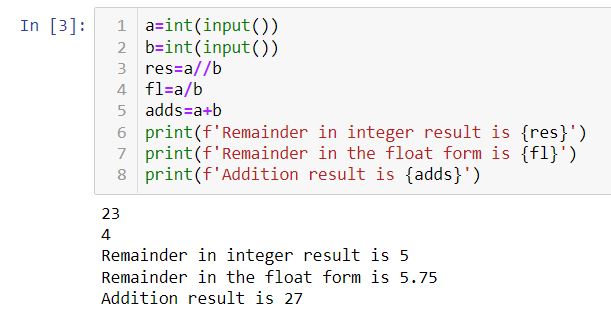 In [3]:
1 a=int(input())
2 b=int(input())
3 res=a//b
4 fl=a/b
5 adds=a+b
6 print(f'Remainder in integer result is {res}')
7 print(f'Remainder in the float form is {fl}')
8 print(f'Addition result is {adds}')
23
4
Remainder in integer result is 5
Remainder in the float form is 5.75
Addition result is 27